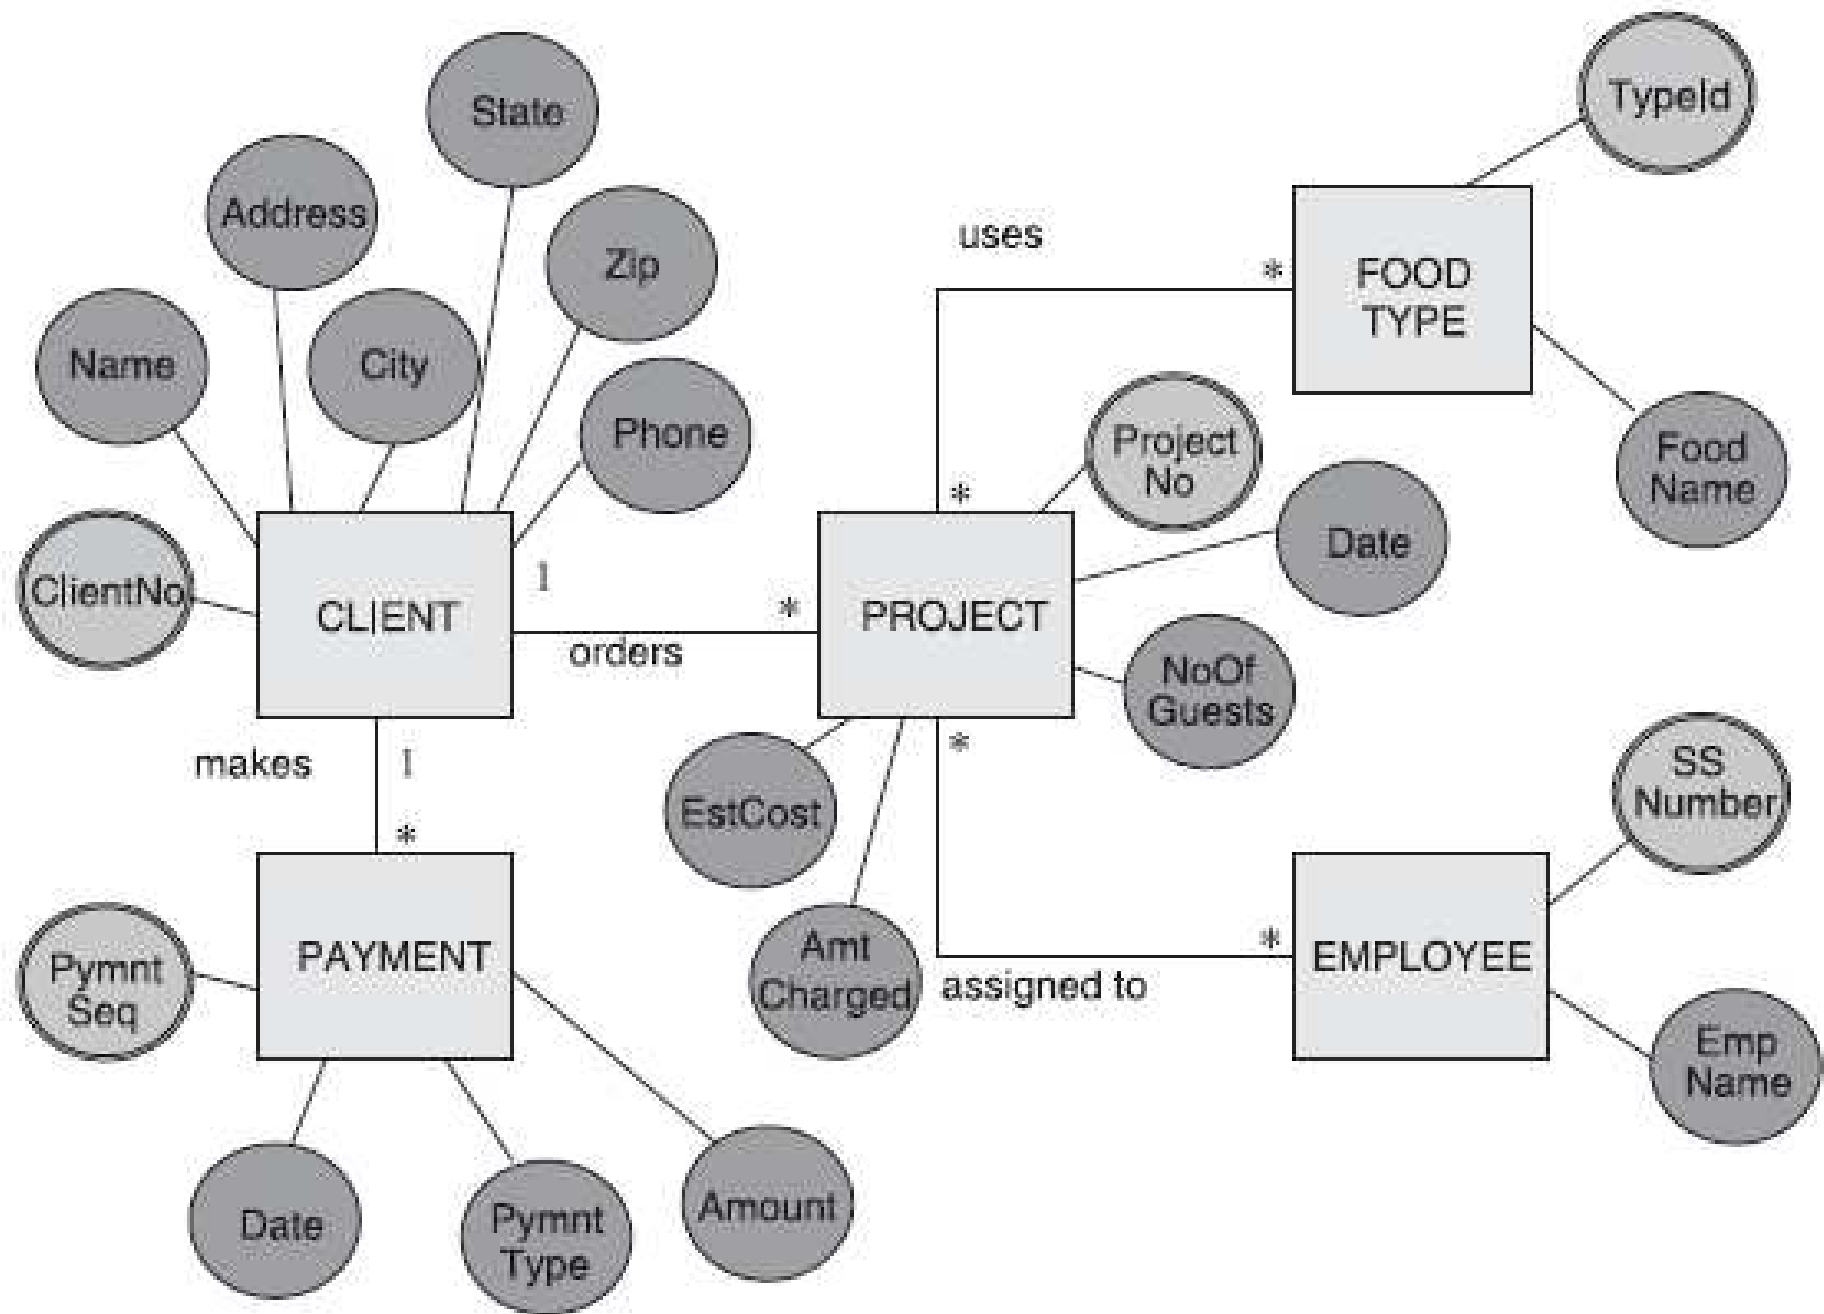 State
TypeId
Address
uses
Zip
*
FOOD
TYPE
Name
City
Phone
Project
No
Food
Name
*
Date
ClientNo
CLIENT
1
*
PROJECT
orders
NoOf
Guests
makes
1
*
SS
Number
EstCost
*
Amt
Charged
*
EMPLOYEE
assigned to
PAYMENT
Pymnt
Seq
Emp
Name
Date
Pymnt
Type
Amount